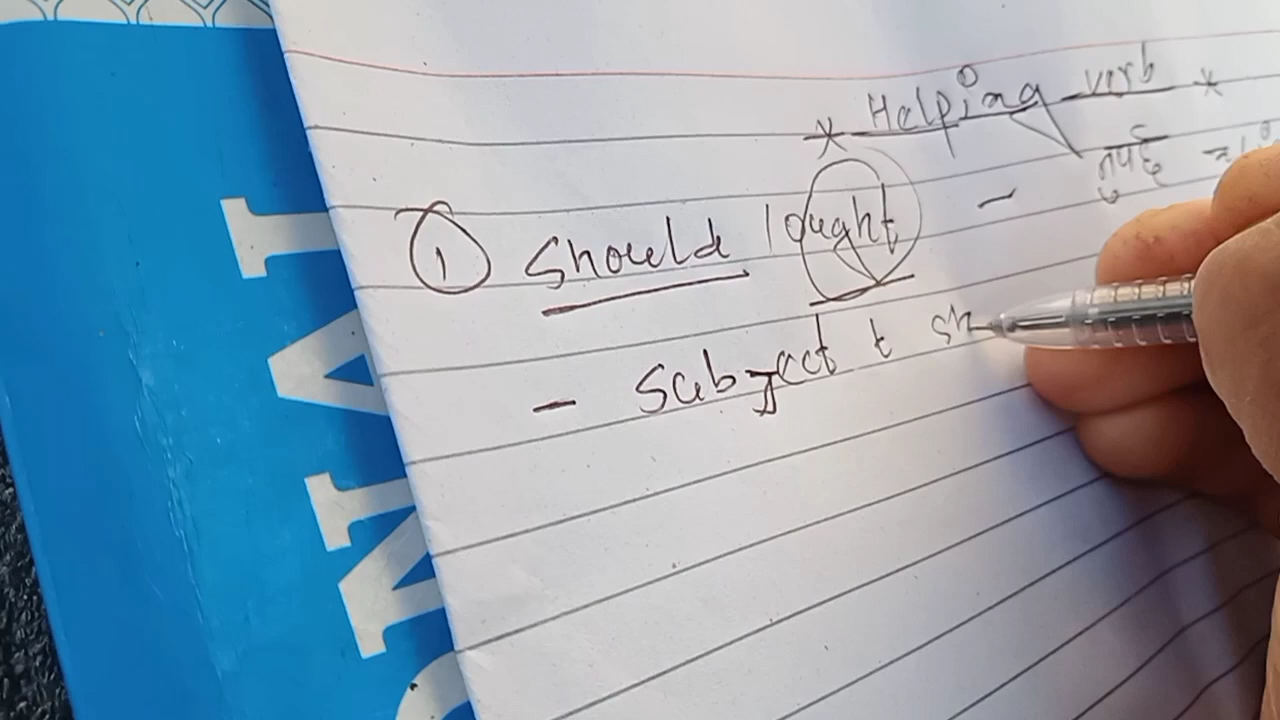 * Helping verb *
① Should / ought -
- Subject + sh